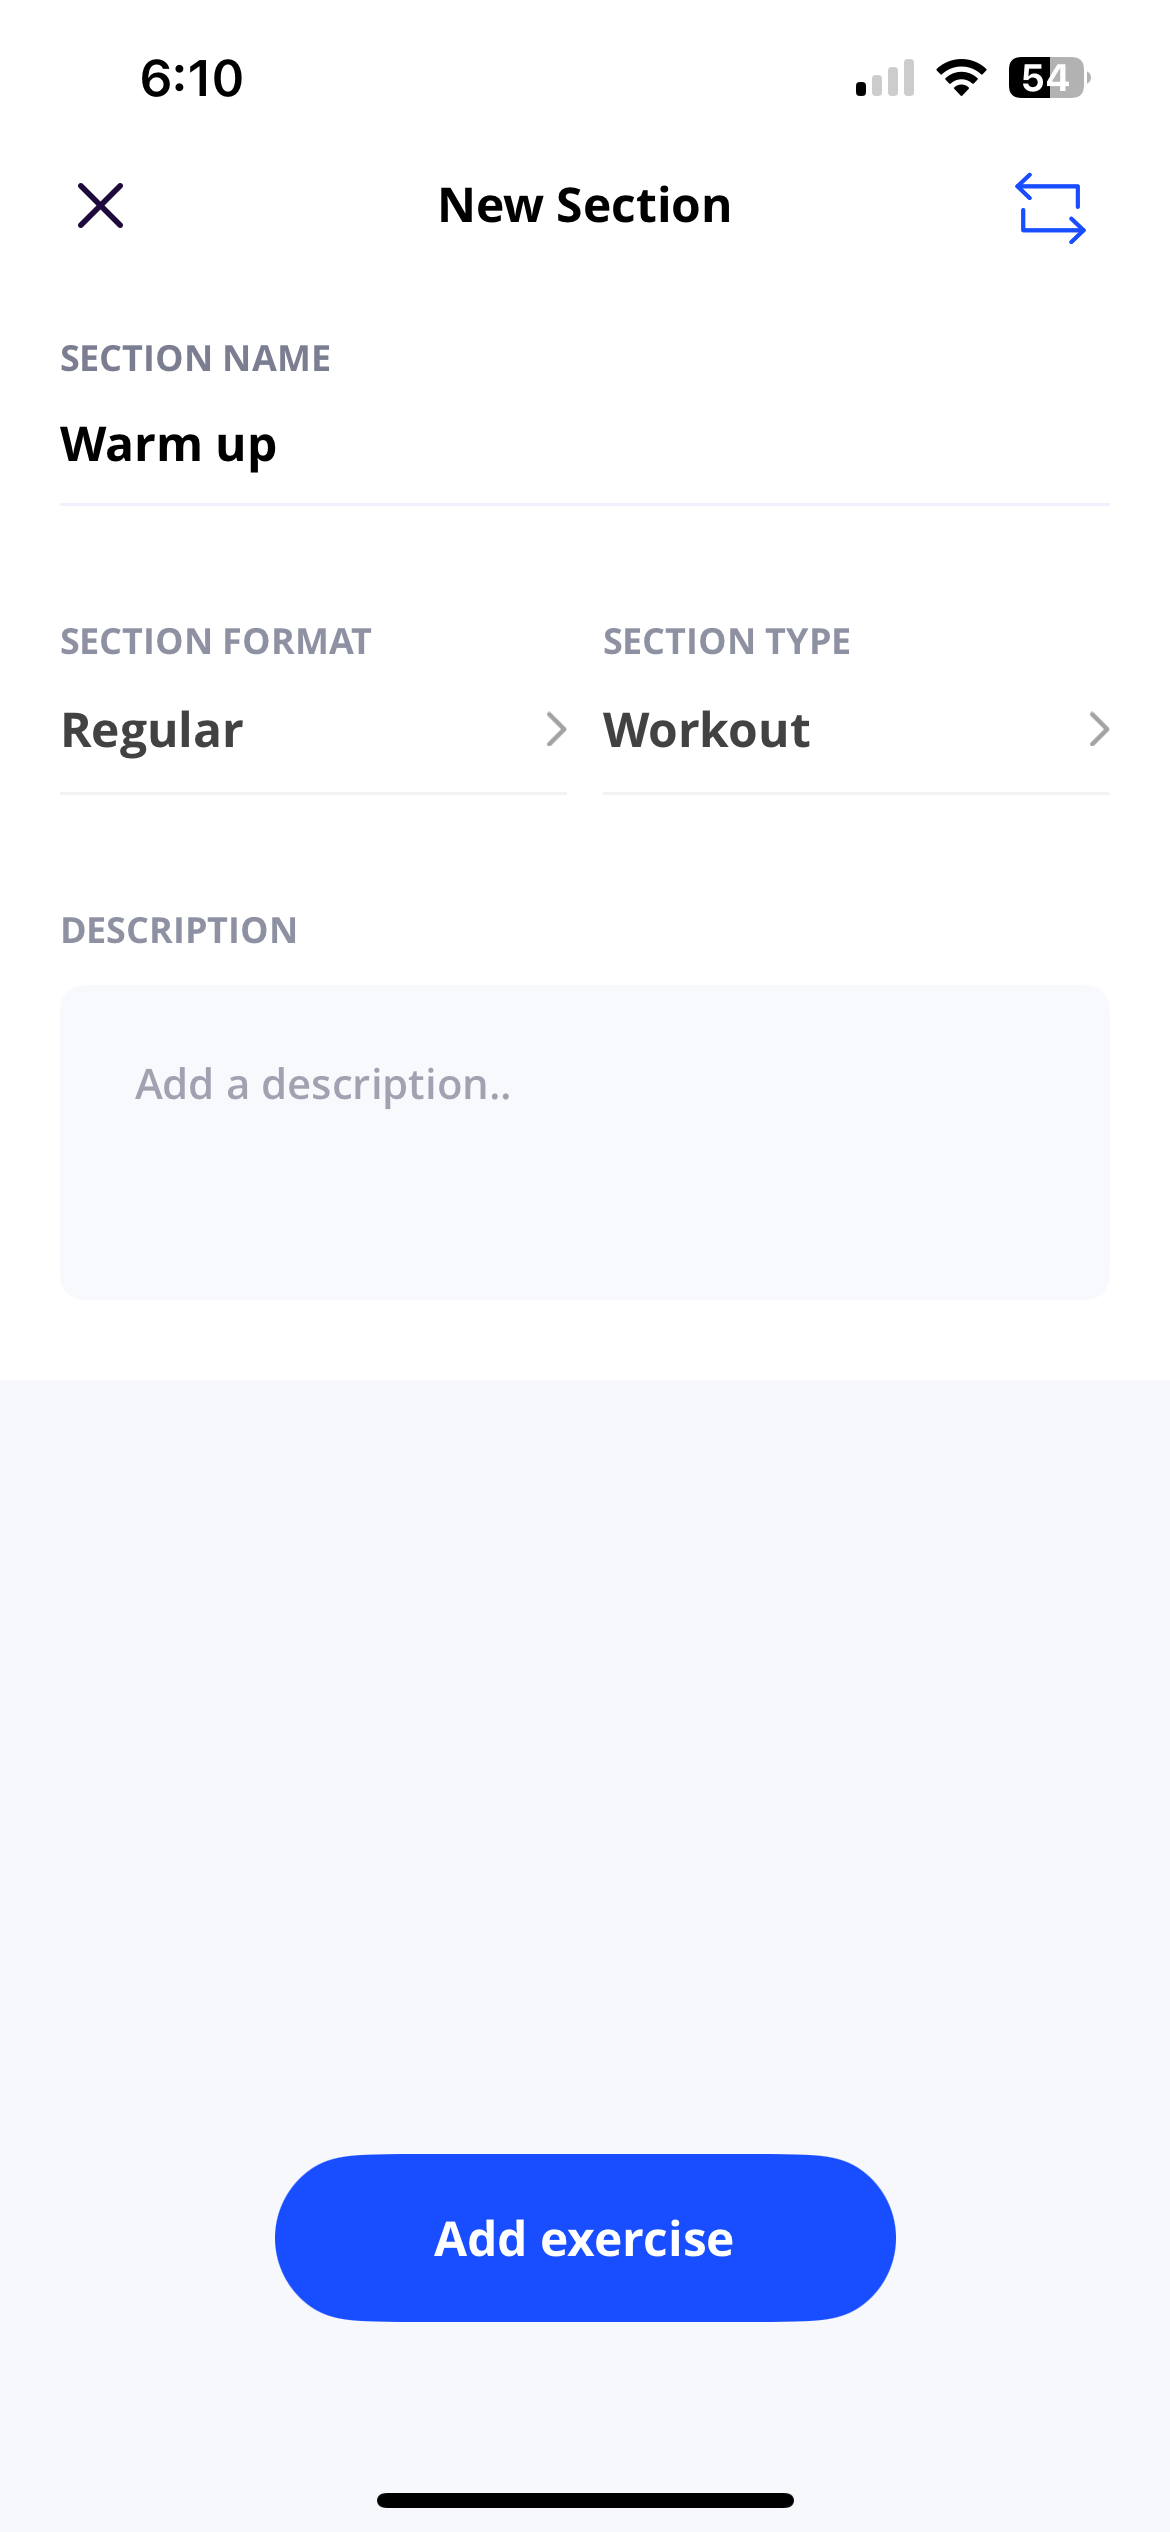 6:10
54
New Section
SECTION NAME
Warm up
SECTION FORMAT
SECTION TYPE
Regular
Workout
DESCRIPTION
Add a description..
Add exercise